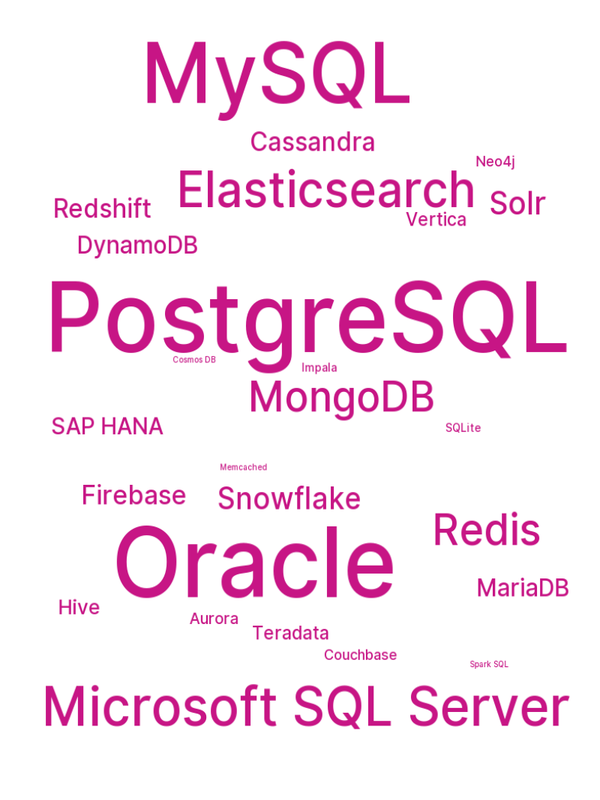 MySQL
Cassandra
Neo4j
Elasticsearch
Solr
Redshift
Vertica
DynamoDB
PostgreSQL
Cosmos DB
Impala
MongoDB
SAP HANA
SQLite
Memcached
Firebase
Snowflake
Redis
Oracle
MariaDB
Hive
Aurora
Teradata
Couchbase
Spark SQL
Microsoft SQL Server